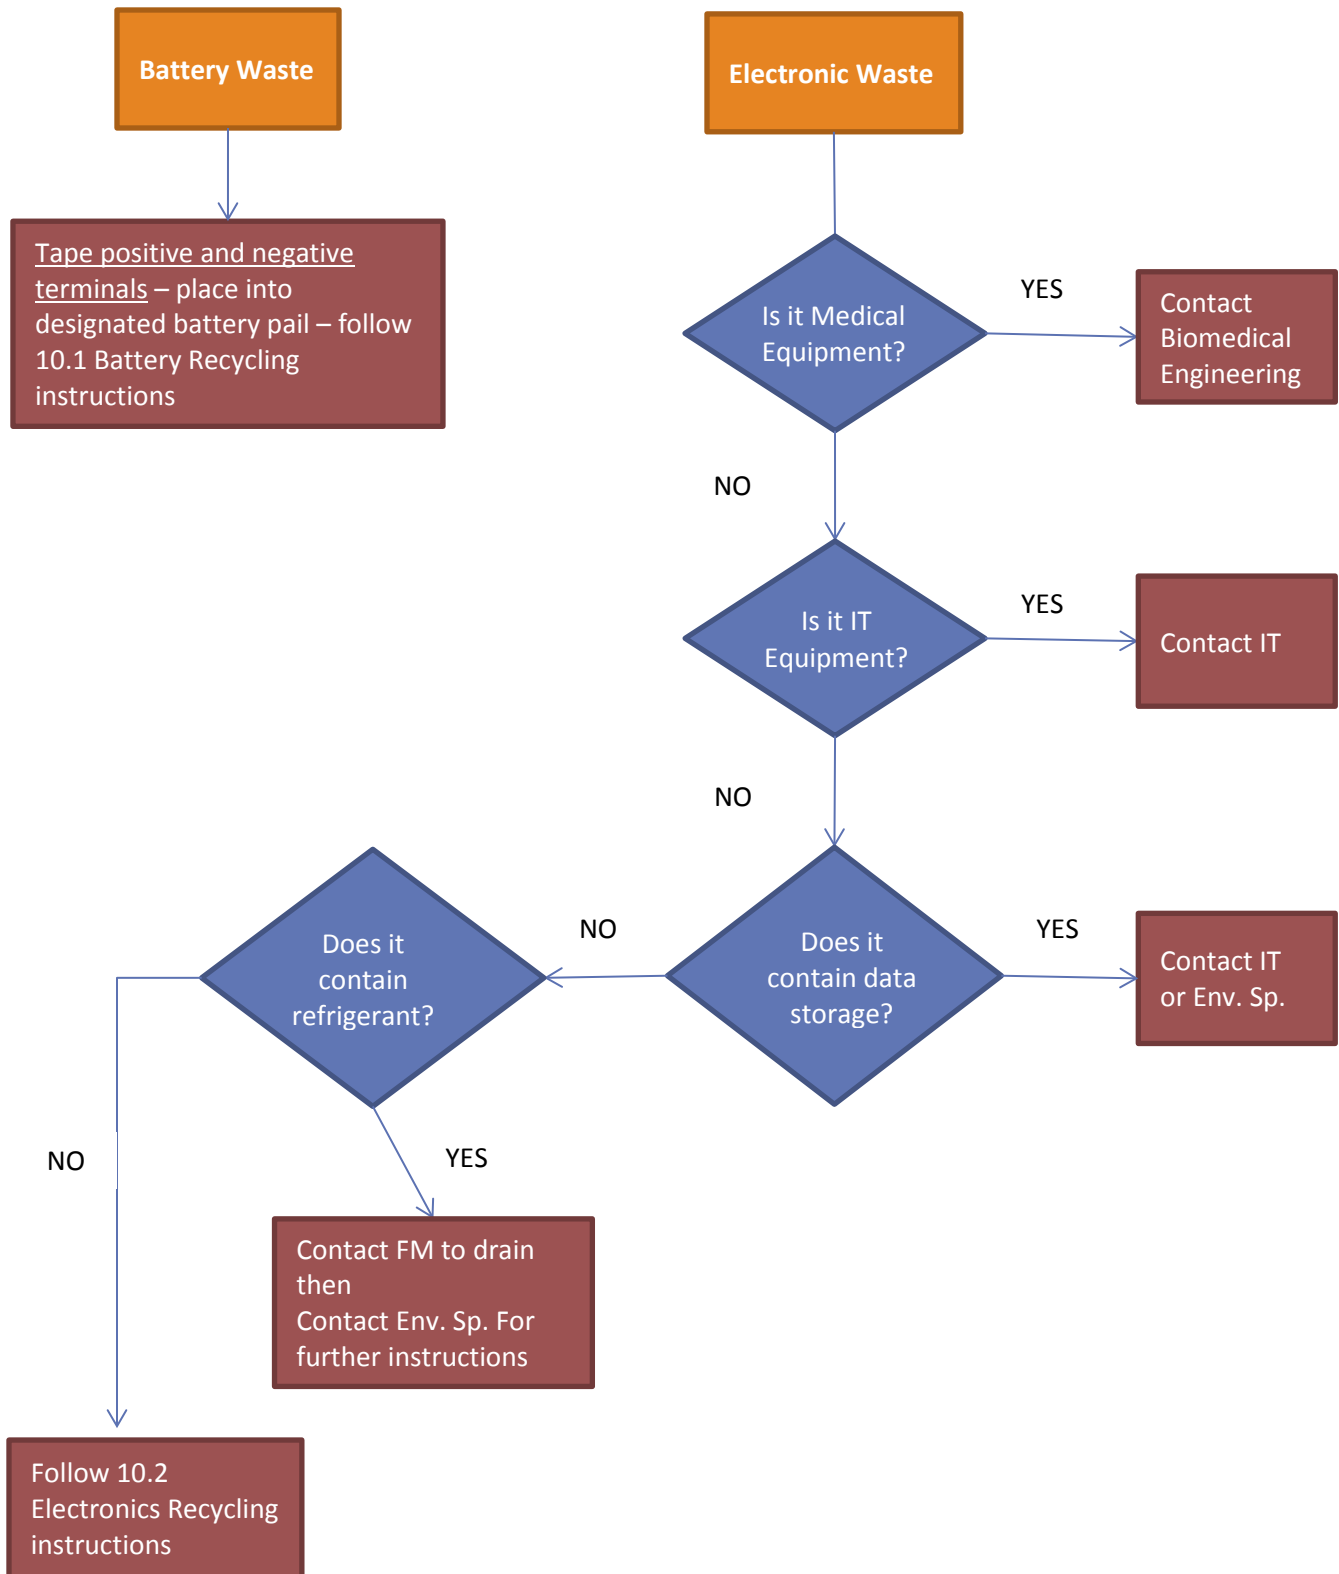 Battery Waste
Electronic Waste
Tape positive and negative
terminals – place into
designated battery pail – follow
10.1 Battery Recycling
instructions
Is it Medical
Equipment?
YES
Contact
Biomedical
Engineering
NO
Is it IT
Equipment?
YES
Contact IT
NO
Does it
contain data
storage?
YES
Contact IT
or Env. Sp.
NO
Does it
contain
refrigerant?
YES
Contact FM to drain
then
Contact Env. Sp. For
further instructions
NO
Follow 10.2
Electronics Recycling
instructions